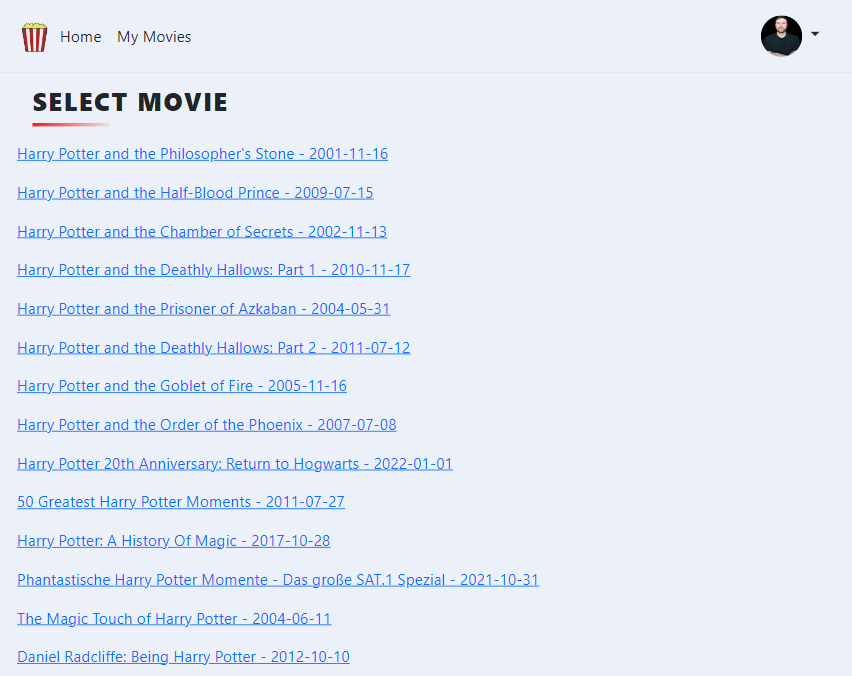 Home My Movies
SELECT MOVIE
Harry Potter and the Philosopher's Stone - 2001-11-16
Harry Potter and the Half-Blood Prince - 2009-07-15
Harry Potter and the Chamber of Secrets - 2002-11-13
Harry Potter and the Deathly Hallows: Part 1 - 2010-11-17
Harry Potter and the Prisoner of Azkaban - 2004-05-31
Harry Potter and the Deathly Hallows: Part 2 - 2011-07-12
Harry Potter and the Goblet of Fire - 2005-11-16
Harry Potter and the Order of the Phoenix - 2007-07-08
Harry Potter 20th Anniversary: Return to Hogwarts - 2022-01-01
50 Greatest Harry Potter Moments - 2011-07-27
Harry Potter: A History Of Magic - 2017-10-28
Phantastische Harry Potter Momente - Das große SAT.1 Spezial - 2021-10-31
The Magic Touch of Harry Potter - 2004-06-11
Daniel Radcliffe: Being Harry Potter - 2012-10-10